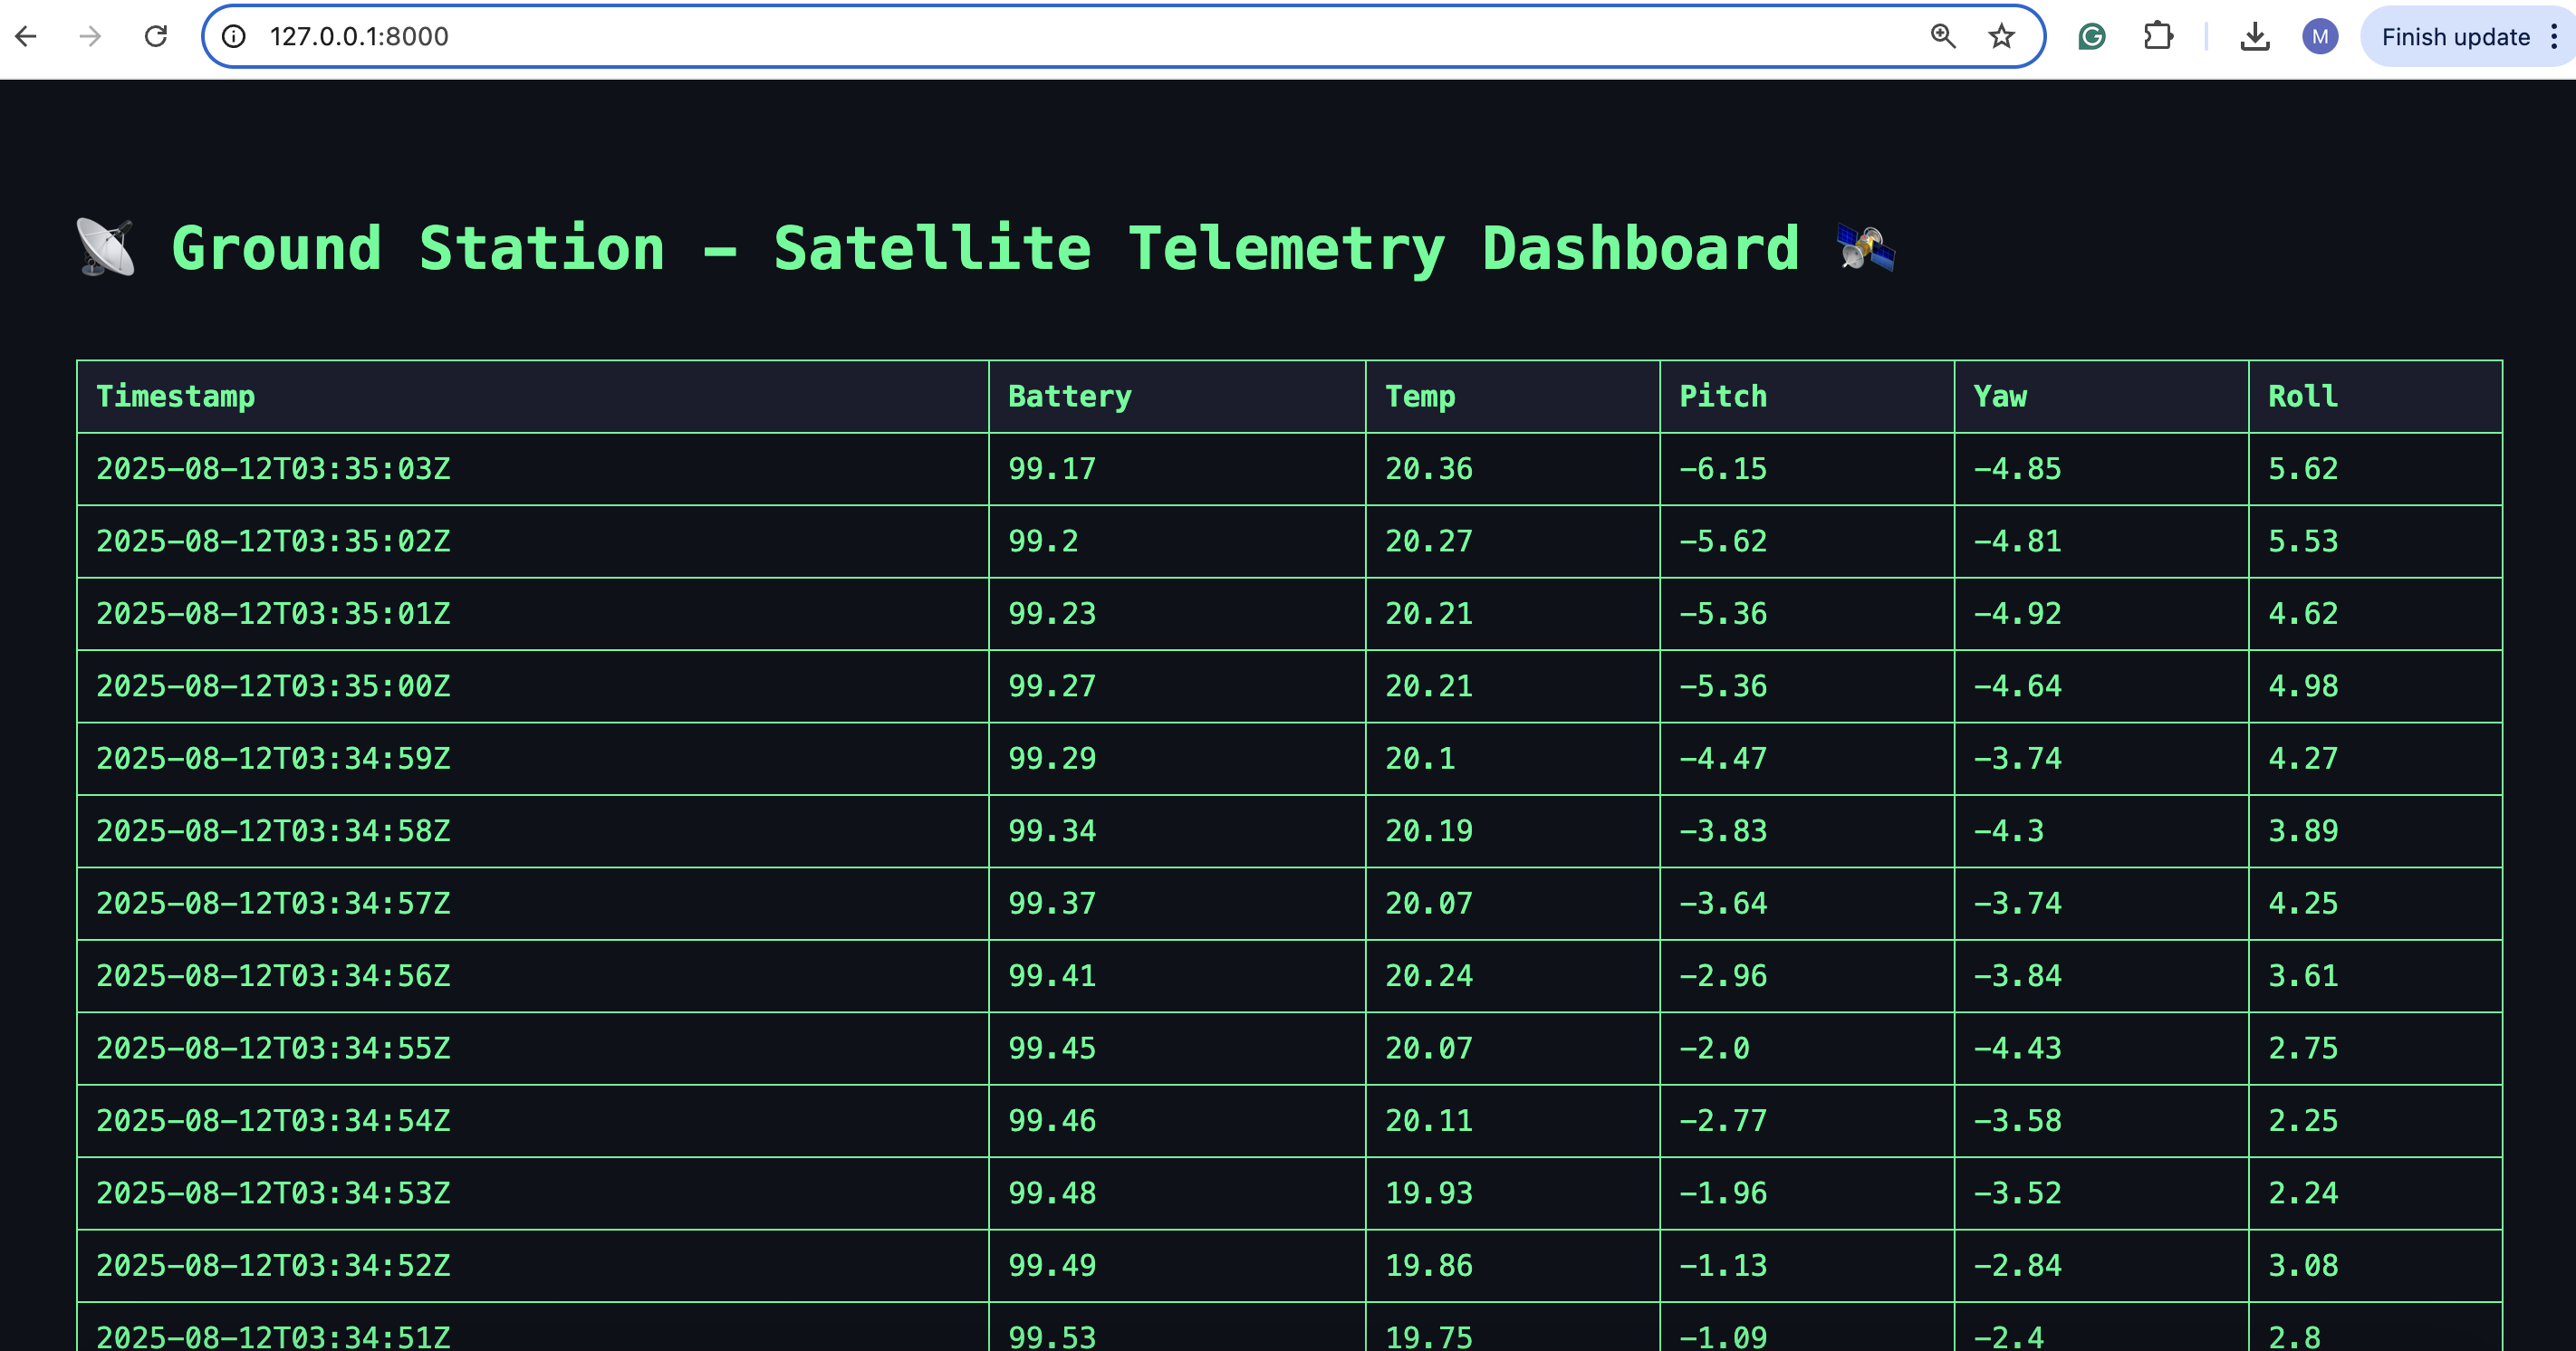 127.0.0.1:8000 M Finish update
Ground Station - Satellite Telemetry Dashboard
Timestamp Battery Temp Pitch Yaw Roll
2025-08-12T03:35:03Z 99.17 20.36 -6.15 -4.85 5.62
2025-08-12T03:35:02Z 99.2 20.27 -5.62 -4.81 5.53
2025-08-12T03:35:01Z 99.23 20.21 -5.36 -4.92 4.62
2025-08-12T03:35:00Z 99.27 20.21 -5.36 -4.64 4.98
2025-08-12T03:34:59Z 99.29 20.1 -4.47 -3.74 4.27
2025-08-12T03:34:58Z 99.34 20.19 -3.83 -4.3 3.89
2025-08-12T03:34:57Z 99.37 20.07 -3.64 -3.74 4.25
2025-08-12T03:34:56Z 99.41 20.24 -2.96 -3.84 3.61
2025-08-12T03:34:55Z 99.45 20.07 -2.0 -4.43 2.75
2025-08-12T03:34:54Z 99.46 20.11 -2.77 -3.58 2.25
2025-08-12T03:34:53Z 99.48 19.93 -1.96 -3.52 2.24
2025-08-12T03:34:52Z 99.49 19.86 -1.13 -2.84 3.08
2025-08-12T03:34:51Z 99.53 19.75 -1.09 -2.4 2.8